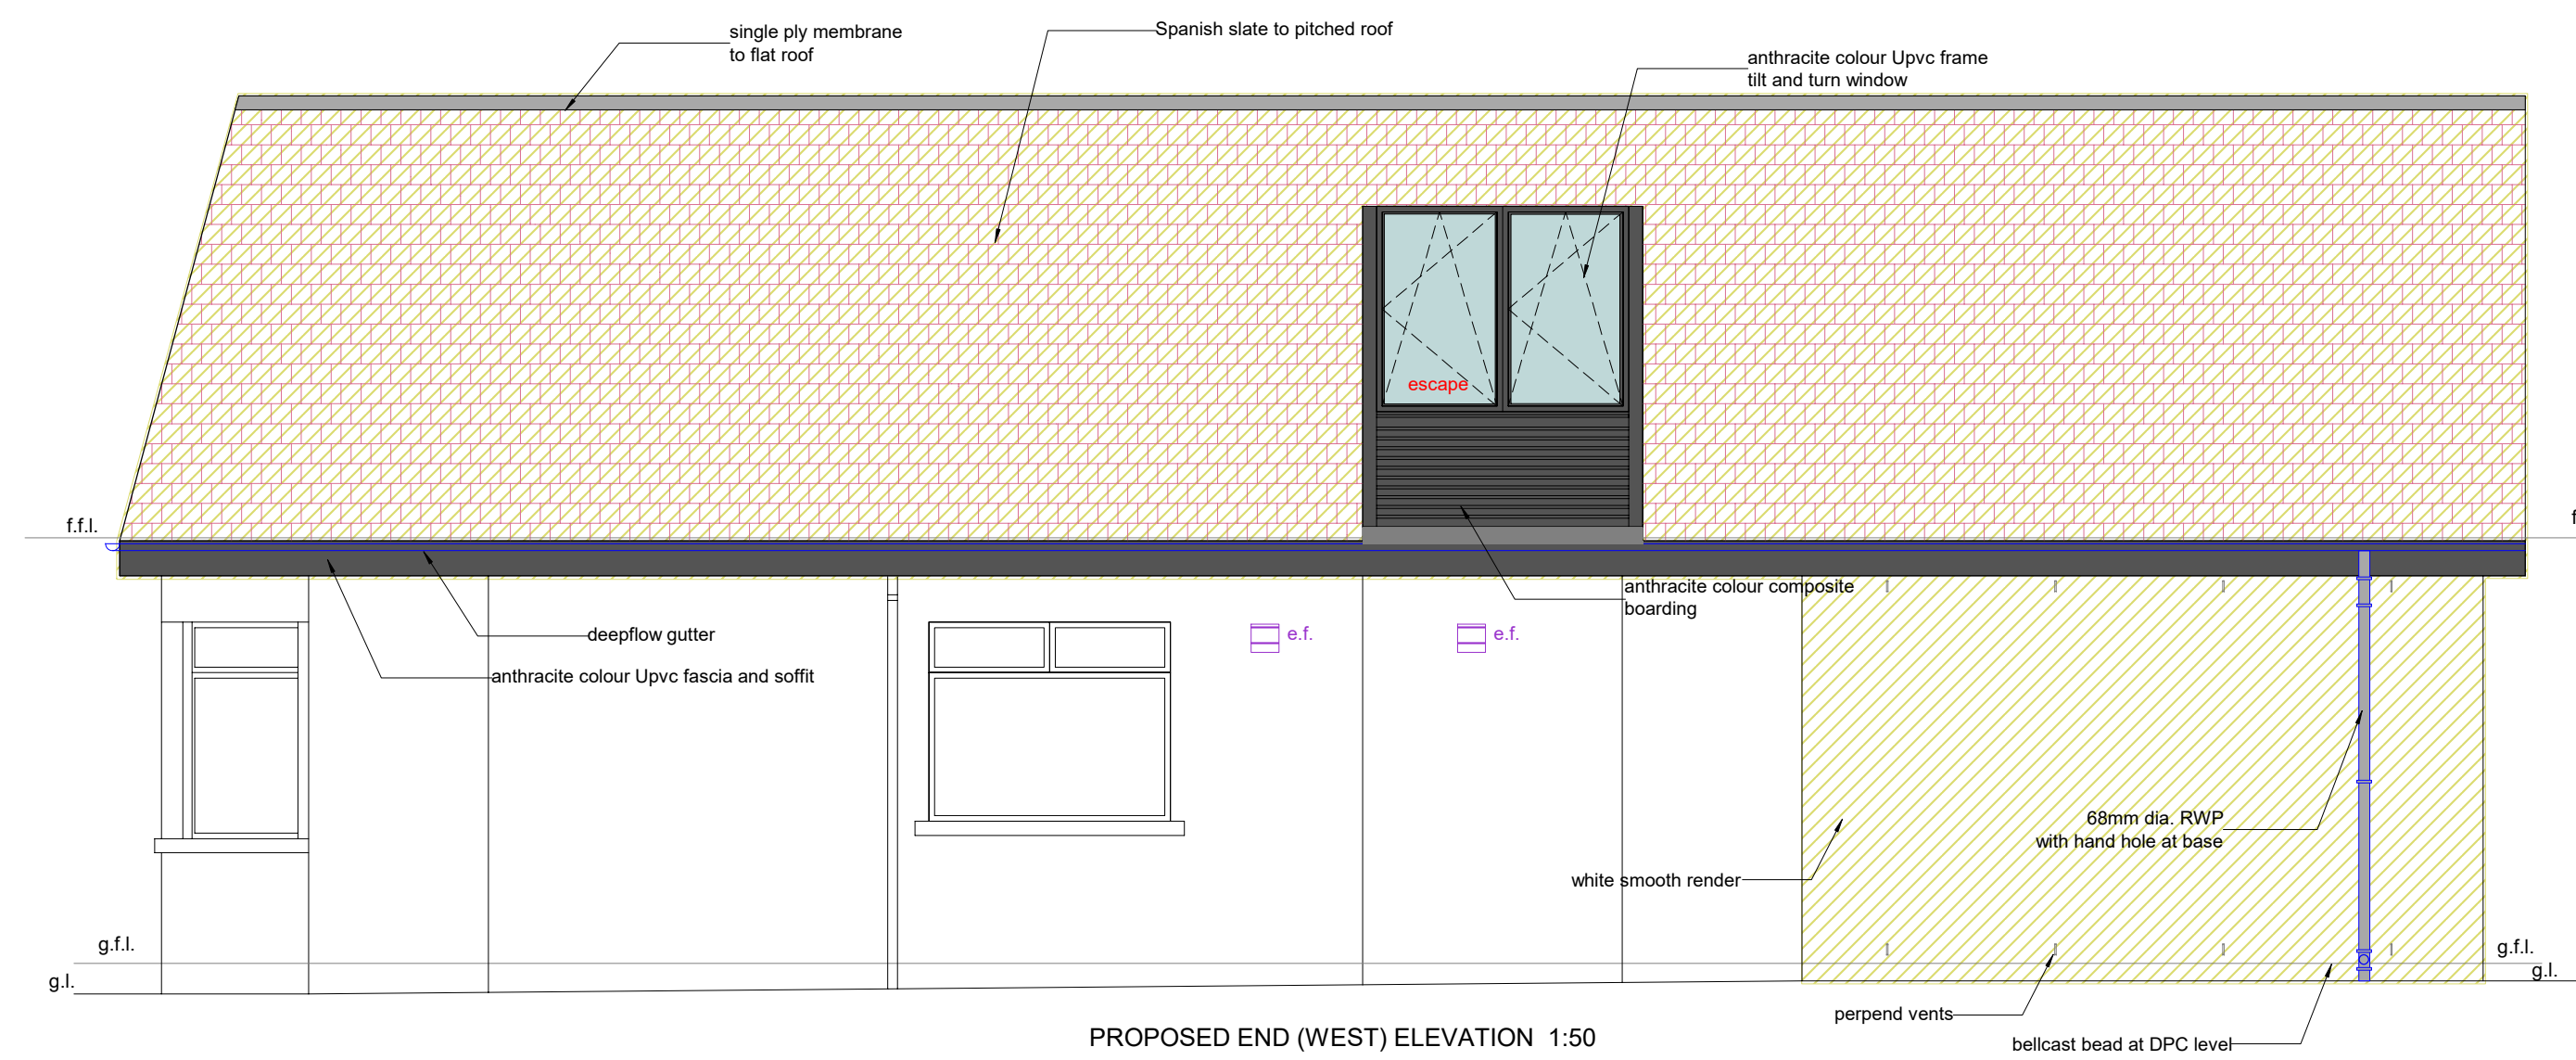 single ply membrane
to flat roof
Spanish slate to pitched roof
anthracite colour Upvc frame
tilt and turn window
escape
f.f.l.
f
anthracite colour composite
boarding
deepflow gutter
e.f.
e.f.
anthracite colour Upvc fascia and soffit
68mm dia. RWP
with hand hole at base
white smooth render
g.f.l.
g.f.l.
g.l.
g.l.
perpend vents
PROPOSED END (WEST) ELEVATION 1:50
bellcast bead at DPC level